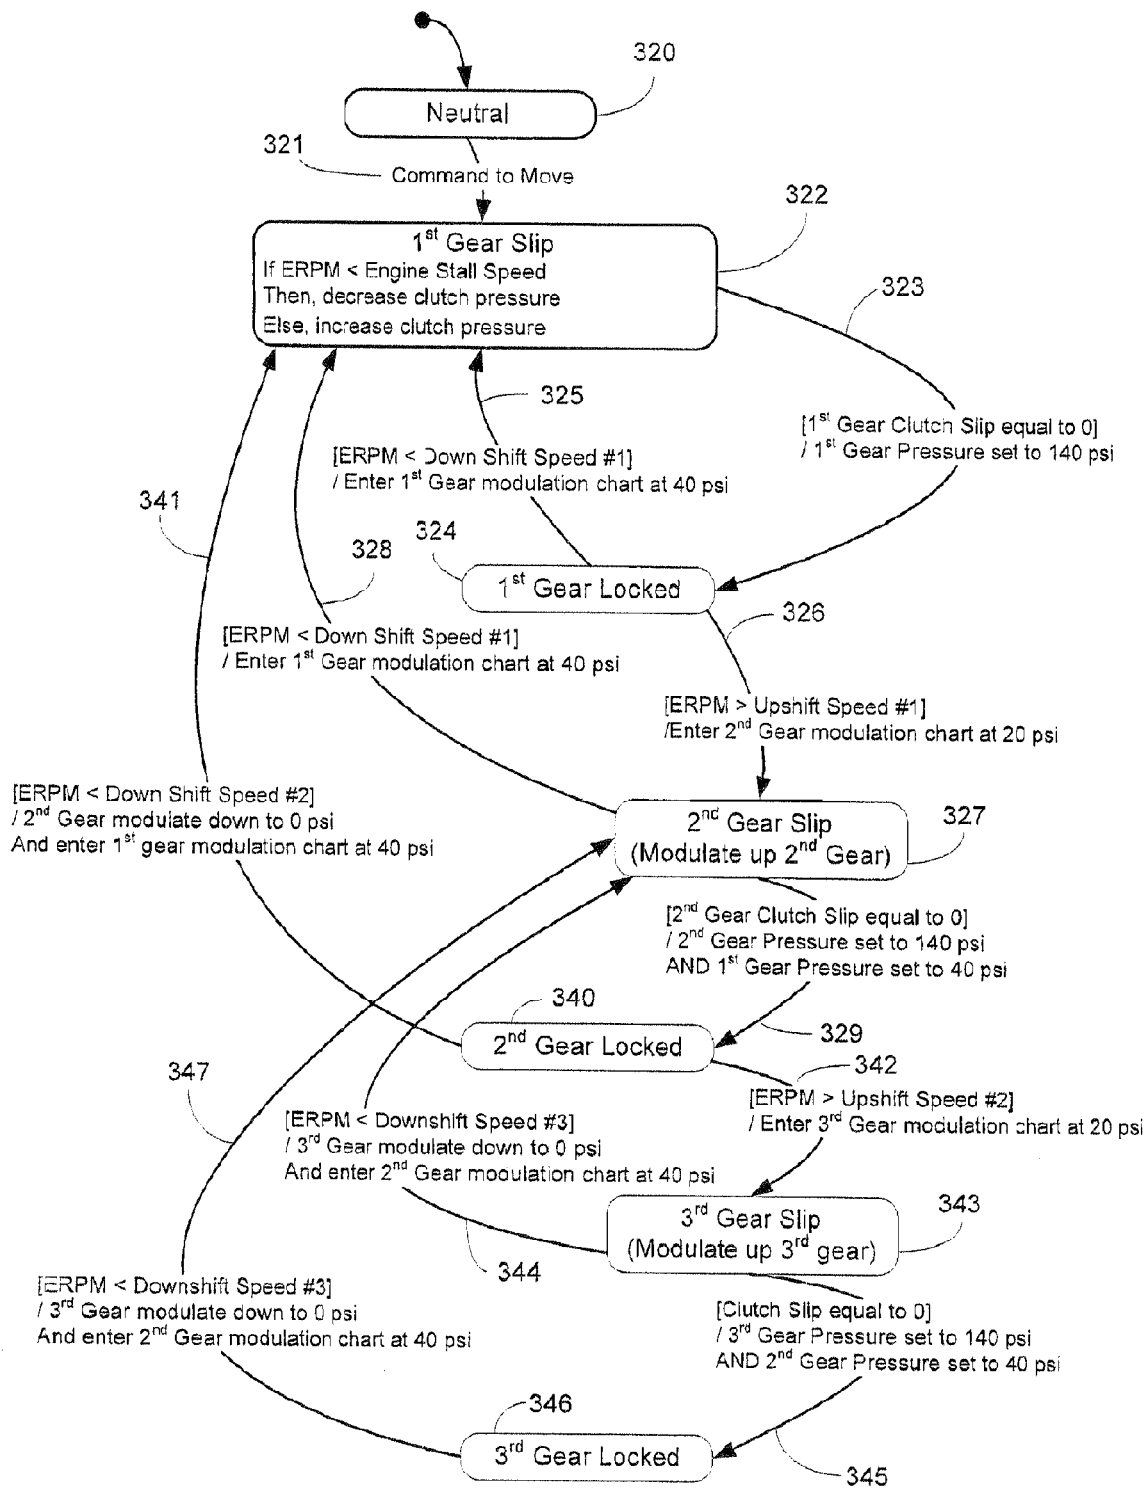 320
Neutral
321
Command to Move
322
1st Gear Slip
If ERPM < Engine Stall Speed
Then, decrease clutch pressure
Else, increase clutch pressure
323
325
[1st Gear Clutch Slip equal to 0]
/ 1st Gear Pressure set to 140 psi
[ERPM < Down Shift Speed #1]
/ Enter 1st Gear modulation chart at 40 psi
341
324
328
1st Gear Locked
326
[ERPM < Down Shift Speed #1]
/ Enter 1st Gear modulation chart at 40 psi
[ERPM > Upshift Speed #1]
/Enter 2nd Gear modulation chart at 20 psi
[ERPM < Down Shift Speed #2]
/ 2nd Gear modulate down to 0 psi
And enter 1st gear modulation chart at 40 psi
2nd Gear Slip
(Modulate up 2nd Gear)
327
[2nd Gear Clutch Slip equal to 0]
/ 2nd Gear Pressure set to 140 psi
AND 1st Gear Pressure set to 40 psi
340
329
2nd Gear Locked
342
347
[ERPM > Upshift Speed #2]
/ Enter 3rd Gear modulation chart at 20 psi
[ERPM < Downshift Speed #3]
/ 3rd Gear modulate down to 0 psi
And enter 2nd Gear modulation chart at 40 psi
3rd Gear Slip
(Modulate up 3rd gear)
343
344
[ERPM < Downshift Speed #3]
/ 3rd Gear modulate down to 0 psi
And enter 2nd Gear modulation chart at 40 psi
[Clutch Slip equal to 0]
/ 3rd Gear Pressure set to 140 psi
AND 2nd Gear Pressure set to 40 psi
346
3rd Gear Locked
345